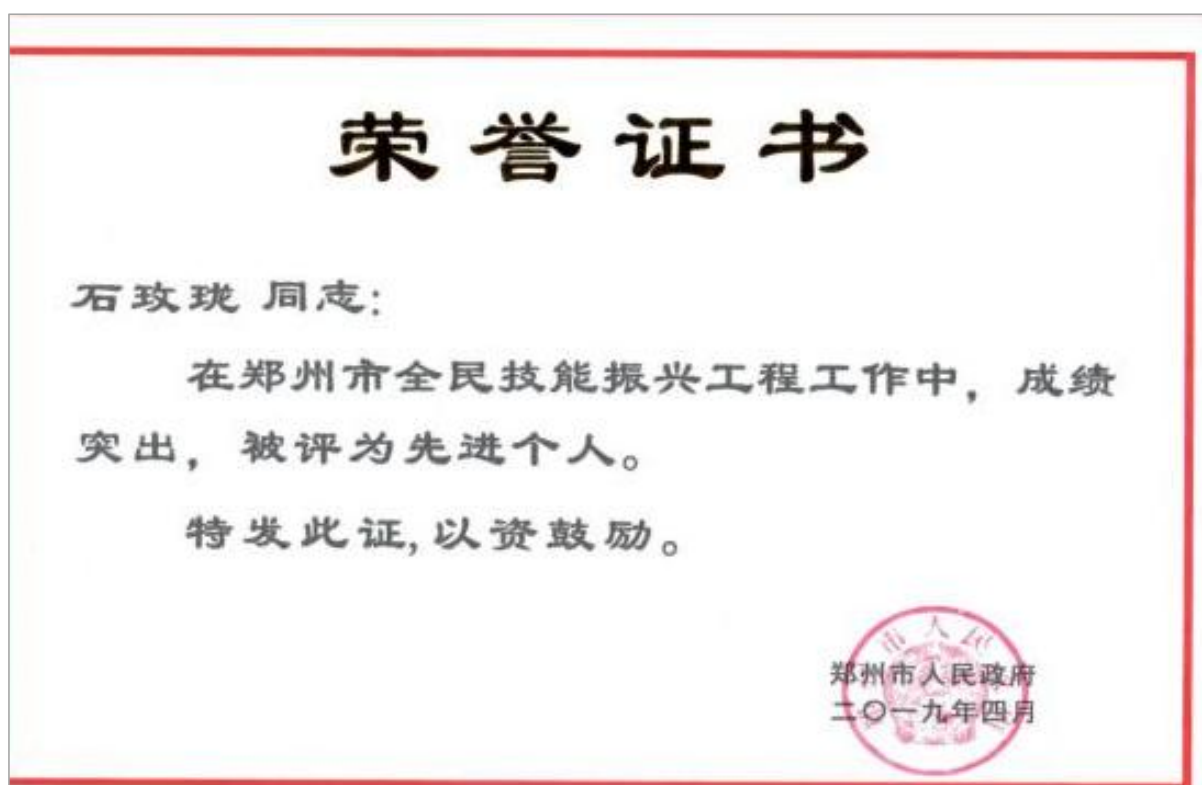 荣誉证书
石玫珑 同志：
在郑州市全民技能振兴工程工作中，成绩
突出，被评为先进个人。
特发此证,以资鼓励。
郑州市人民政府
二〇一九年四月